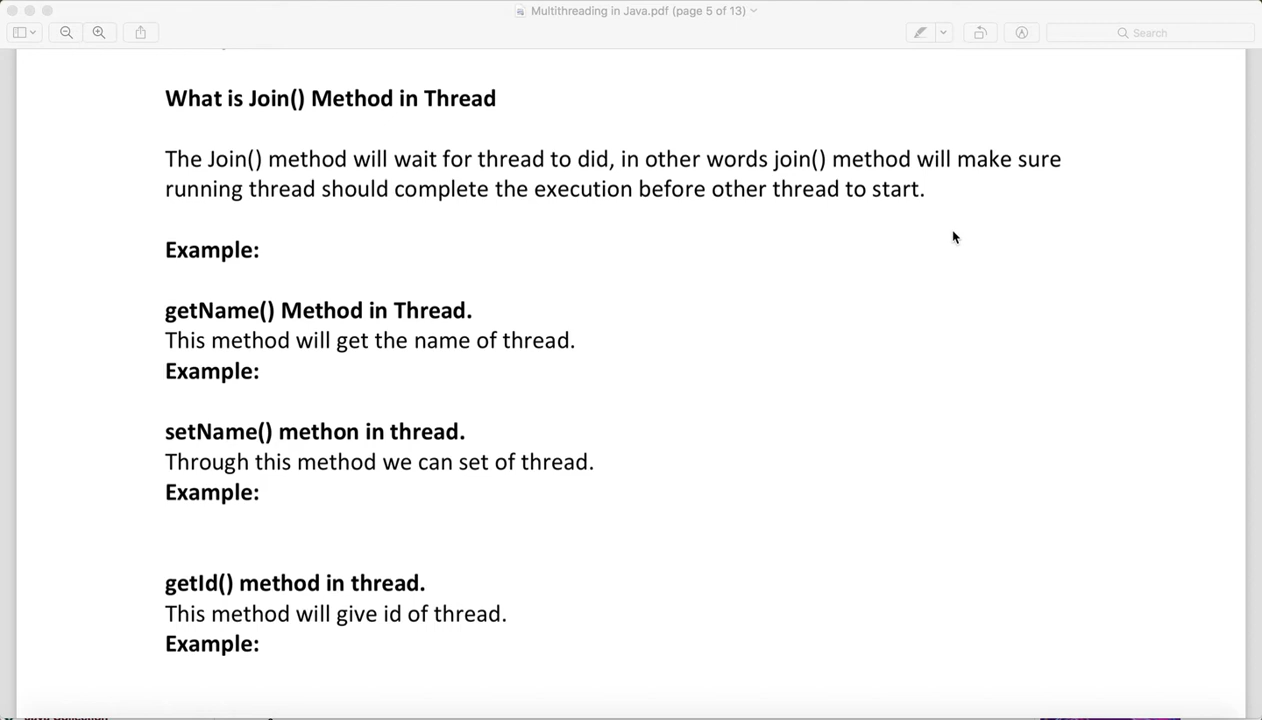 Multithreading in Java.pdf (page 5 of 13)
Search
What is Join() Method in Thread
The Join() method will wait for thread to did, in other words join() method will make sure
running thread should complete the execution before other thread to start.
Example:
getName() Method in Thread.
This method will get the name of thread.
Example:
setName() methon in thread.
Through this method we can set of thread.
Example:
getId() method in thread.
This method will give id of thread.
Example: